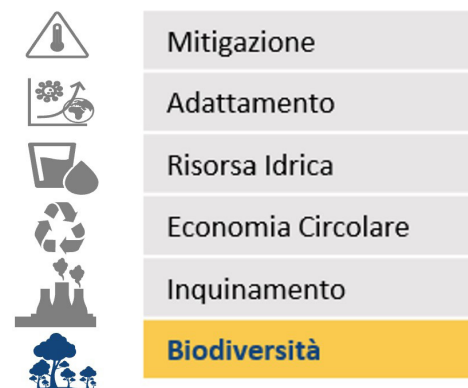 Mitigazione
Adattamento
Risorsa Idrica
Economia Circolare
Inquinamento
Biodiversità